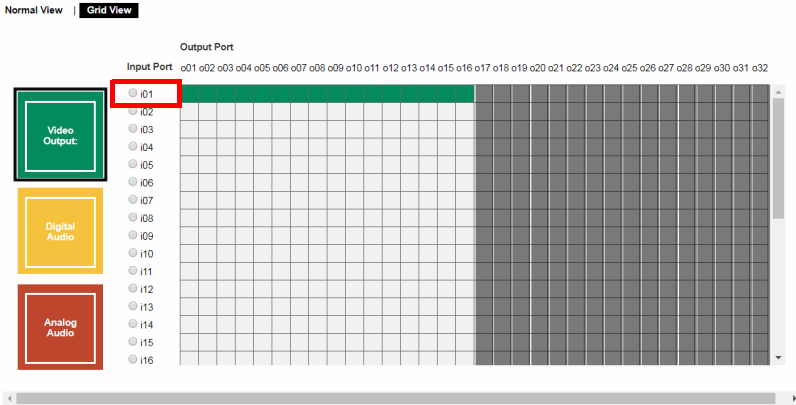 Normal View | Grid View
Output Port
Input Port
o01 o02 o03 o04 o05 o06 o07 o08 o09 o10 o11 o12 o13 o14 o15 o16 o17 o18 o19 o20 o21 o22 o23 o24 o25 o26 o27 o28 o29 o30 o31 o32
i01
i02
i03
i04
i05
i06
i07
i08
i09
i10
i11
i12
i13
i14
i15
i16
Video
Output:
Digital
Audio
Analog
Audio